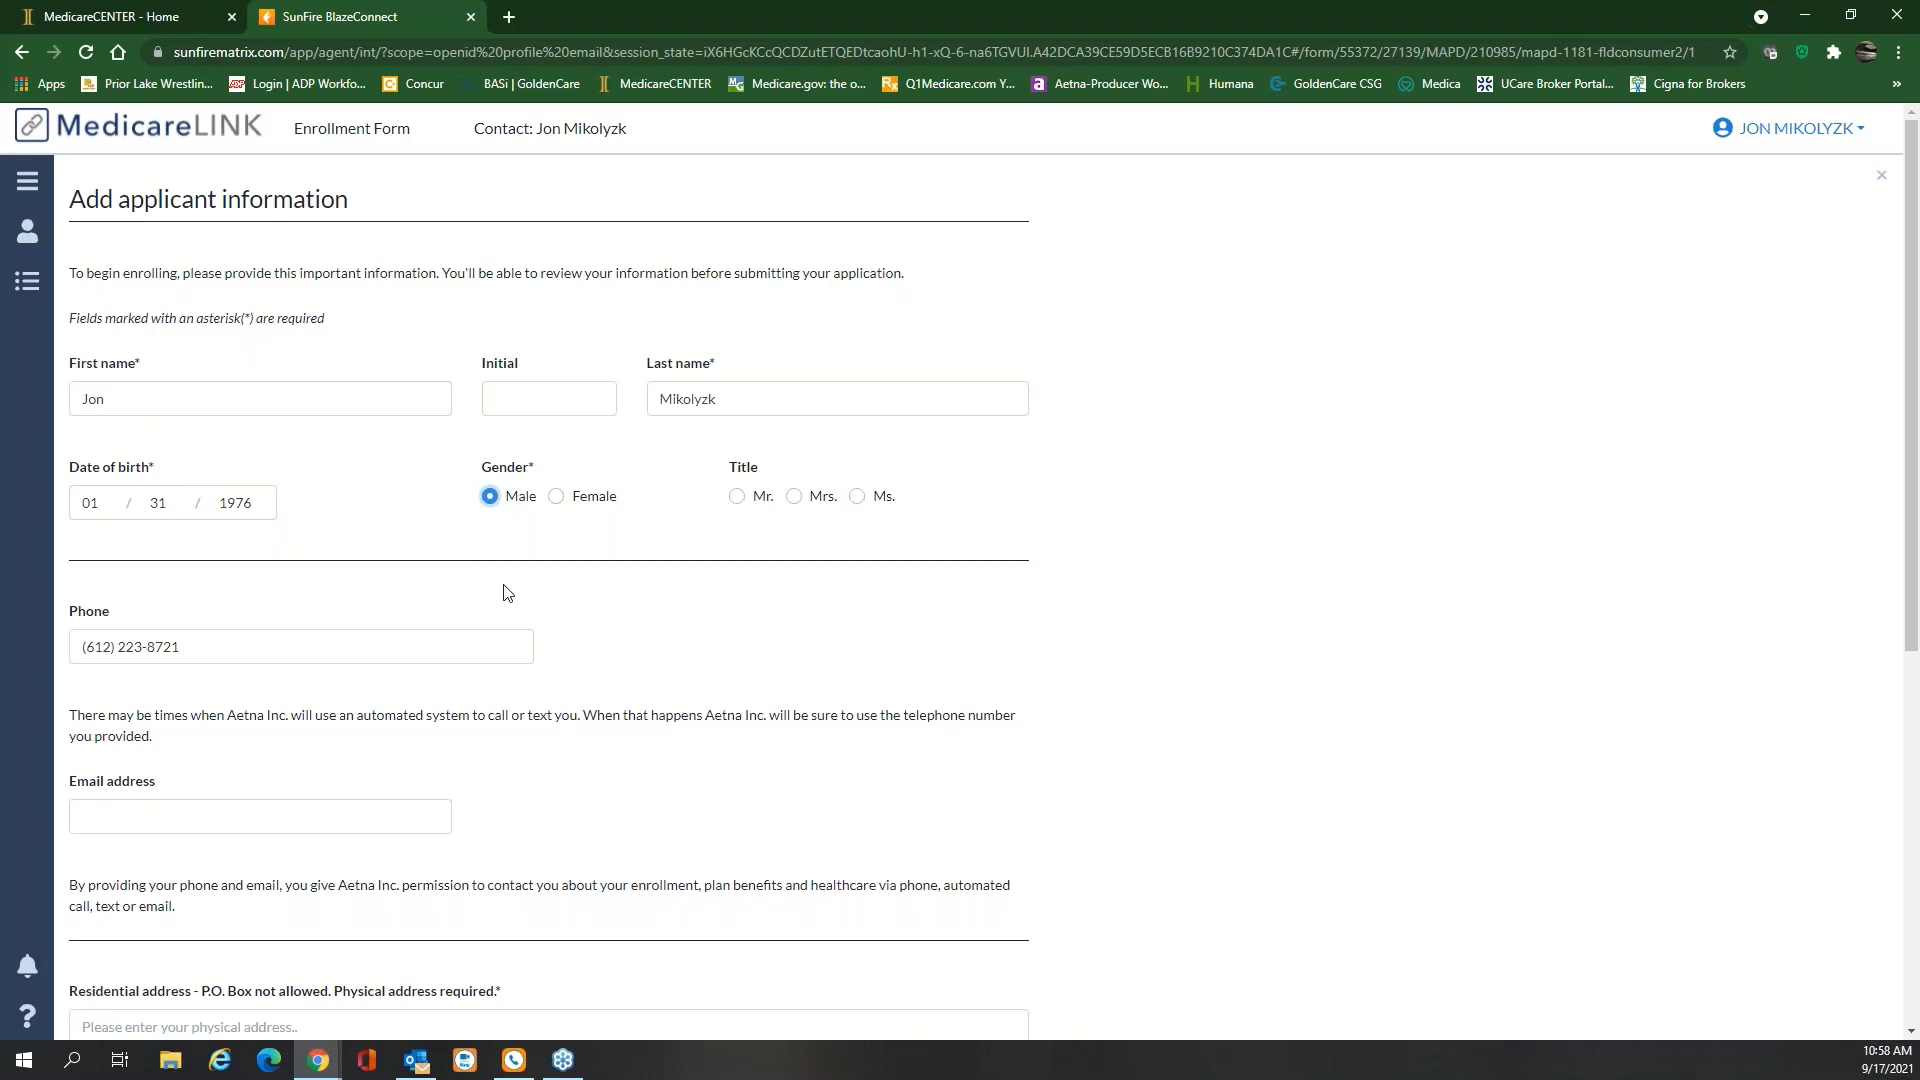 MedicareCENTER - Home
SunFire BlazeConnect
sunfirematrix.com/app/agent/int/?scope=openid%20profile%20email&session_state=iX6HGcKCcQCDZutETQEDtcaohU-h1-xQ-6-na6TGVUI.A42DCA39CE59D5ECB16B9210C374DA1C#/form/55372/27139/MAPD/210985/mapd-1181-fldconsumer2/1
Apps Prior Lake Wrestlin... Login | ADP Workfo... Concur BASi | GoldenCare MedicareCENTER Medicare.gov: the o... Q1Medicare.com Y... Aetna-Producer Wo... Humana GoldenCare CSG Medica UCare Broker Portal... Cigna for Brokers »
MedicareLINK Enrollment Form Contact: Jon Mikolyzk JON MIKOLYZK
Add applicant information
To begin enrolling, please provide this important information. You'll be able to review your information before submitting your application.
Fields marked with an asterisk(*) are required
First name* Initial Last name*
Jon Mikolyzk
Date of birth* Gender* Title
01 / 31 / 1976 Male Female Mr. Mrs. Ms.
Phone
(612) 223-8721
There may be times when Aetna Inc. will use an automated system to call or text you. When that happens Aetna Inc. will be sure to use the telephone number
you provided.
Email address
By providing your phone and email, you give Aetna Inc. permission to contact you about your enrollment, plan benefits and healthcare via phone, automated
call, text or email.
Residential address - P.O. Box not allowed. Physical address required.*
Please enter your physical address..
10:58 AM
9/17/2021